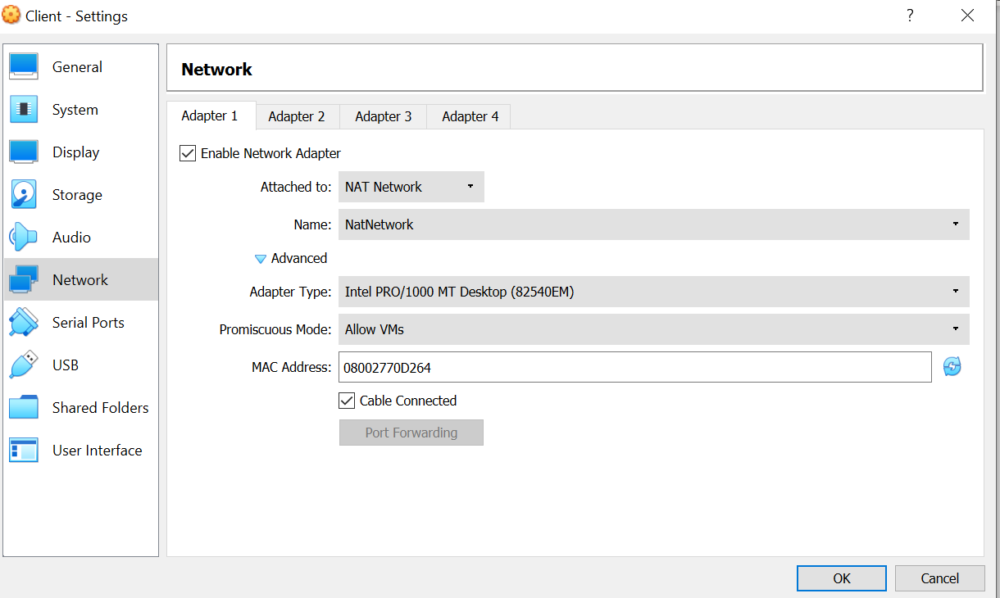 Client - Settings
?
General
System
Display
Storage
Audio
Network
Serial Ports
USB
Shared Folders
User Interface
Network
Adapter 1 Adapter 2 Adapter 3 Adapter 4
Enable Network Adapter
Attached to: NAT Network
Name: NatNetwork
Advanced
Adapter Type: Intel PRO/1000 MT Desktop (82540EM)
Promiscuous Mode: Allow VMs
MAC Address: 08002770D264
Cable Connected
Port Forwarding
OK Cancel